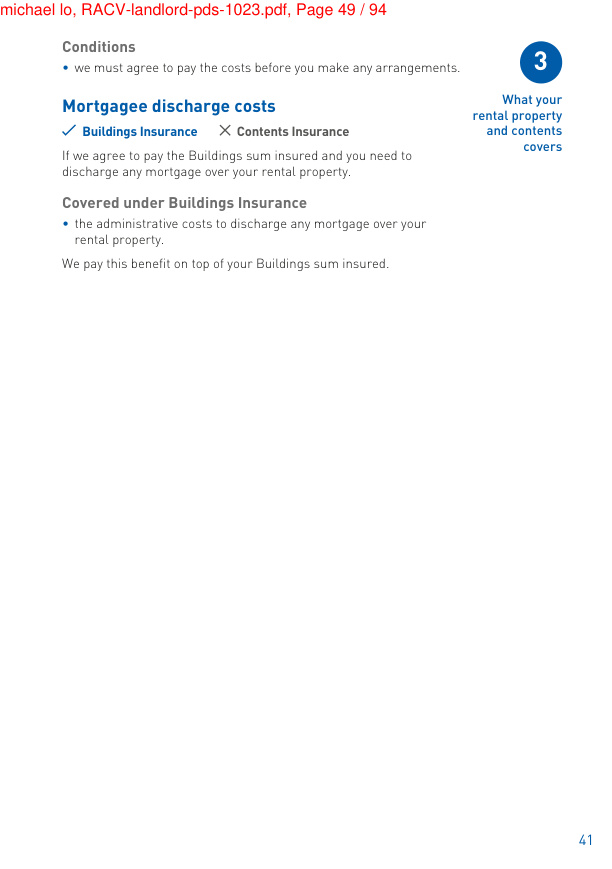 michael lo, RACV-landlord-pds-1023.pdf, Page 49 / 94
Conditions
• we must agree to pay the costs before you make any arrangements.
3
What your
rental property
and contents
covers
Mortgagee discharge costs
✓ Buildings Insurance ✕ Contents Insurance
If we agree to pay the Buildings sum insured and you need to
discharge any mortgage over your rental property.
Covered under Buildings Insurance
• the administrative costs to discharge any mortgage over your
rental property.
We pay this benefit on top of your Buildings sum insured.
41